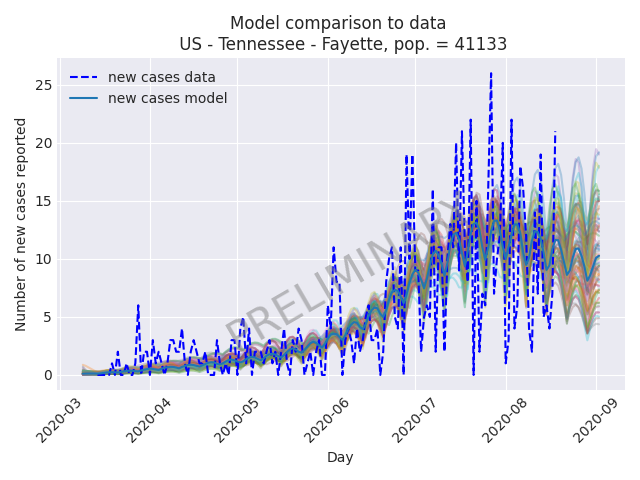 Model comparison to data
US - Tennessee - Fayette, pop. = 41133
new cases data
new cases model
PRELIMINARY
Number of new cases reported
25
20
15
10
5
0
2020-03
2020-04
2020-05
2020-06
2020-07
2020-08
2020-09
Day